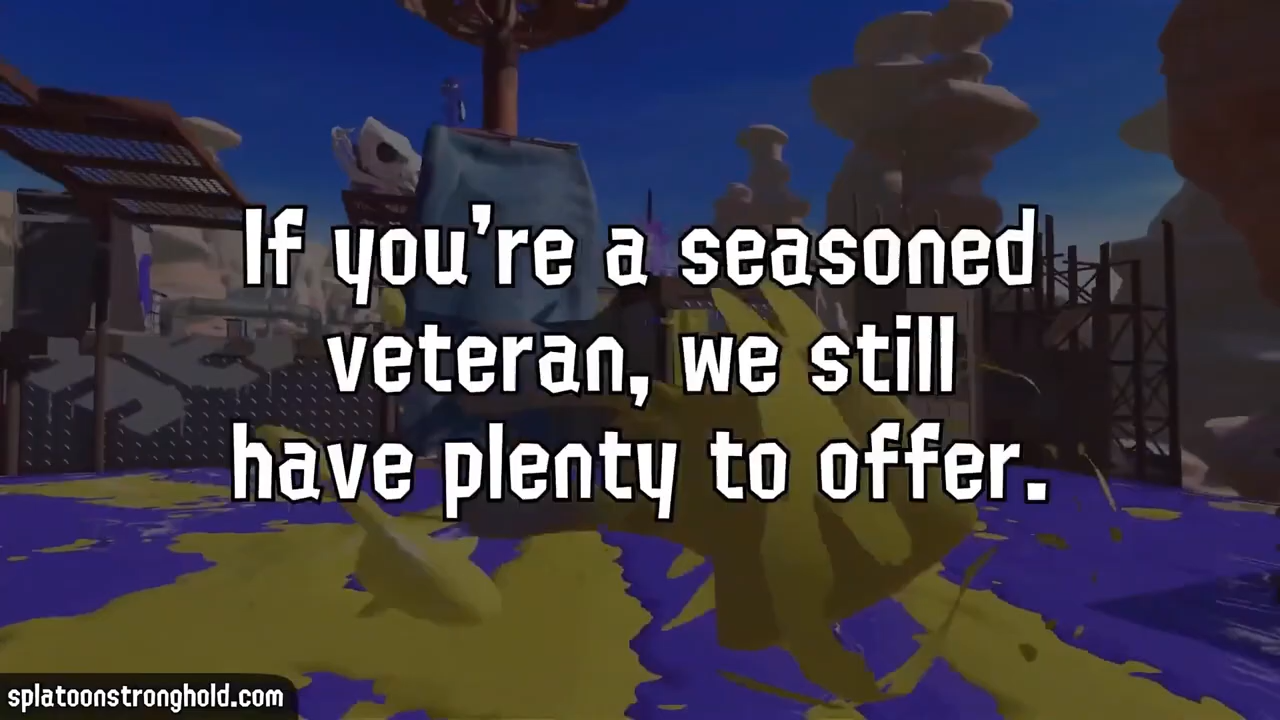 If you're a seasoned
veteran, we still
have plenty to offer.
splatoonstronghold.com